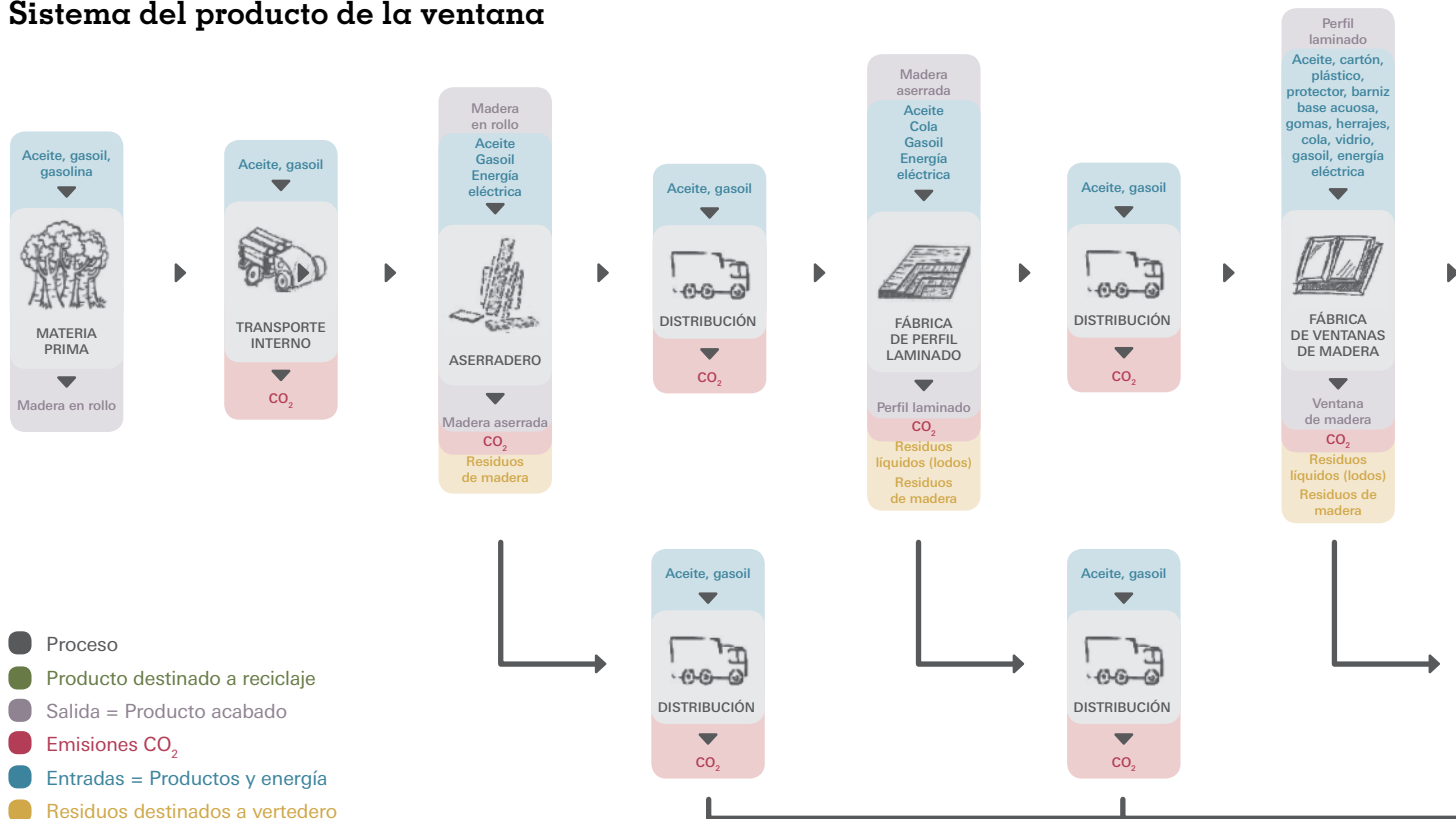 Sistema del producto de la ventana
Aceite, gasoil,
gasolina
MATERIA
PRIMA
Madera en rollo
Aceite, gasoil
TRANSPORTE
INTERNO
CO₂
Madera
en rollo
Aceite
Gasoil
Energía
eléctrica
ASERRADERO
Madera aserrada
CO₂
Residuos
de madera
Aceite, gasoil
DISTRIBUCIÓN
CO₂
Madera
aserrada
Aceite
Cola
Gasoil
Energía
eléctrica
FÁBRICA
DE PERFIL
LAMINADO
Perfil laminado
CO₂
Residuos
líquidos (lodos)
Residuos
de madera
Aceite, gasoil
DISTRIBUCIÓN
CO₂
Perfil
laminado
Aceite, cartón,
plástico,
protector, barniz
base acuosa,
gomas, herrajes,
cola, vidrio,
gasoil, energía
eléctrica
FÁBRICA
DE VENTANAS
DE MADERA
Ventana
de madera
CO₂
Residuos
líquidos (lodos)
Residuos de
madera
Aceite, gasoil
DISTRIBUCIÓN
CO₂
Aceite, gasoil
DISTRIBUCIÓN
CO₂
Proceso
Producto destinado a reciclaje
Salida = Producto acabado
Emisiones CO₂
Entradas = Productos y energía
Residuos destinados a vertedero